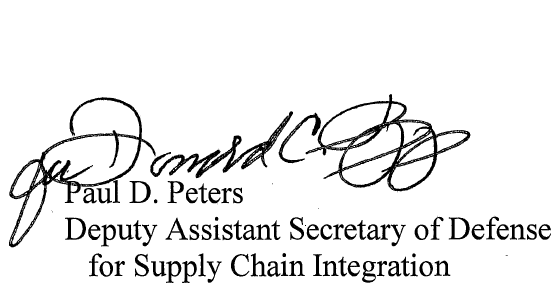 Paul D. Peters
Deputy Assistant Secretary of Defense
for Supply Chain Integration